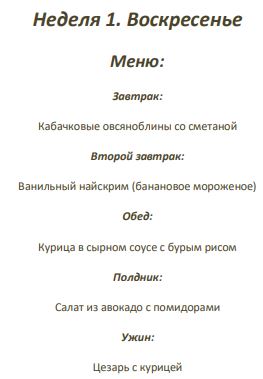 Неделя 1. Воскресенье
Меню:
Завтрак:
Кабачковые овсяноблины со сметаной
Второй завтрак:
Ванильный найскрим (банановое мороженое)
Обед:
Курица в сырном соусе с бурым рисом
Полдник:
Салат из авокадо с помидорами
Ужин:
Цезарь с курицей